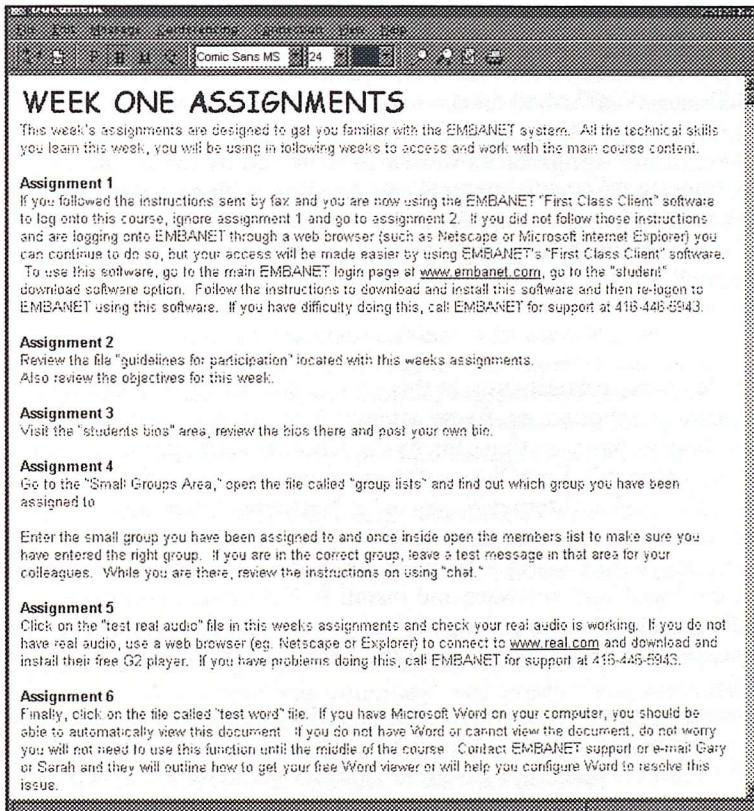 Document
Edit Message Conferencing Connection View Help
Comic Sans MS 24
WEEK ONE ASSIGNMENTS
This week's assignments are designed to get you familiar with the EMBANET system. All the technical skills
you learn this week, you will be using in following weeks to access and work with the main course content.
Assignment 1
If you followed the instructions sent by fax and you are now using the EMBANET "First Class Client" software
to log onto this course, ignore assignment 1 and go to assignment 2. If you did not follow those instructions
and are logging onto EMBANET through a web browser (such as Netscape or Microsoft Internet Explorer) you
can continue to do so, but your access will be made easier by using EMBANET's "First Class Client" software.
To use this software, go to the main EMBANET login page at www.embanet.com, go to the "student"
download software option. Follow the instructions to download and install this software and then re-logon to
EMBANET using this software. If you have difficulty doing this, call EMBANET for support at 416-446-5943.
Assignment 2
Review the file "guidelines for participation" located with this weeks assignments.
Also review the objectives for this week.
Assignment 3
Visit the "students bios" area, review the bios there and post your own bio.
Assignment 4
Go to the "Small Groups Area," open the file called "group lists" and find out which group you have been
assigned to
Enter the small group you have been assigned to and once inside open the members list to make sure you
have entered the right group. If you are in the correct group, leave a test message in that area for your
colleagues. While you are there, review the instructions on using "chat."
Assignment 5
Click on the "test real audio" file in this weeks assignments and check your real audio is working. If you do not
have real audio, use a web browser (eg. Netscape or Explorer) to connect to www.real.com and download and
install their free G2 player. If you have problems doing this, call EMBANET for support at 416-446-5943.
Assignment 6
Finally, click on the file called "test word" file. If you have Microsoft Word on your computer, you should be
able to automatically view this document. If you do not have Word or cannot view the document, do not worry
you will not need to use this function until the middle of the course. Contact EMBANET support or e-mail Gary
or Sarah and they will outline how to get your free Word viewer or will help you configure Word to resolve this
issue.